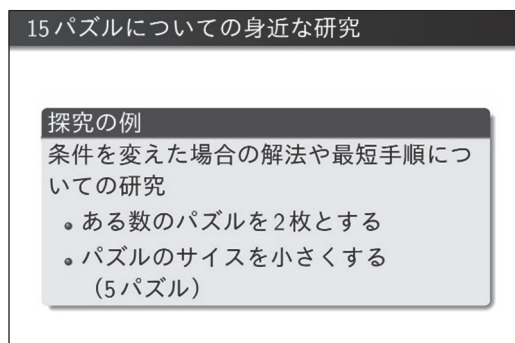 15パズルについての身近な研究
探究の例
条件を変えた場合の解法や最短手順につ
いての研究
• ある数のパズルを2枚とする
• パズルのサイズを小さくする
（5パズル）